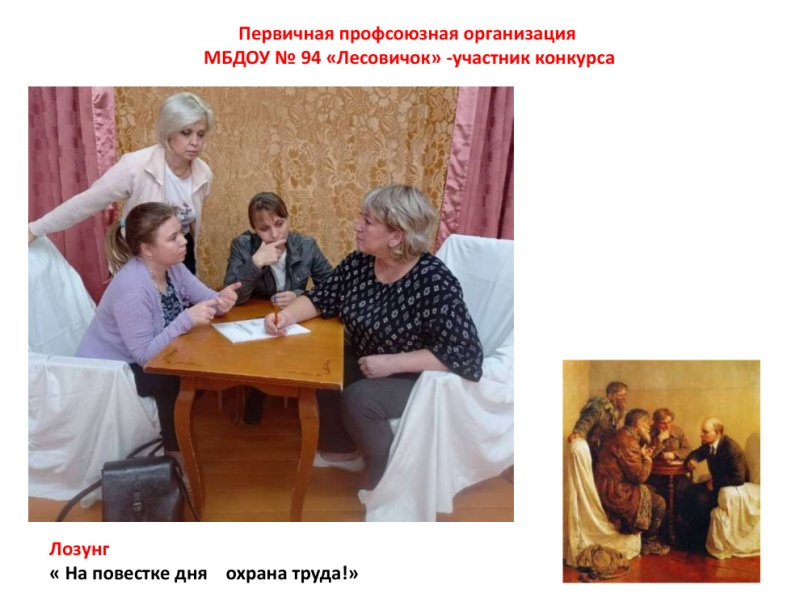 Первичная профсоюзная организация
МБДОУ № 94 «Лесовичок» -участник конкурса
Лозунг
« На повестке дня    охрана труда!»